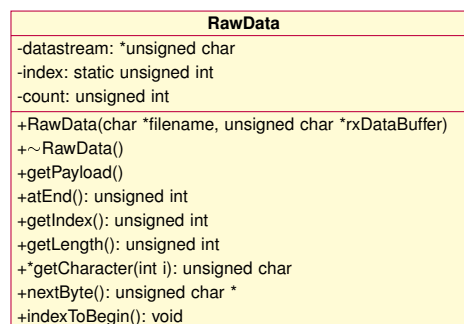 RawData
-datastream: *unsigned char
-index: static unsigned int
-count: unsigned int
+RawData(char *filename, unsigned char *rxDataBuffer)
+~RawData()
+getPayload()
+atEnd(): unsigned int
+getIndex(): unsigned int
+getLength(): unsigned int
+*getCharacter(int i): unsigned char
+nextByte(): unsigned char *
+indexToBegin(): void